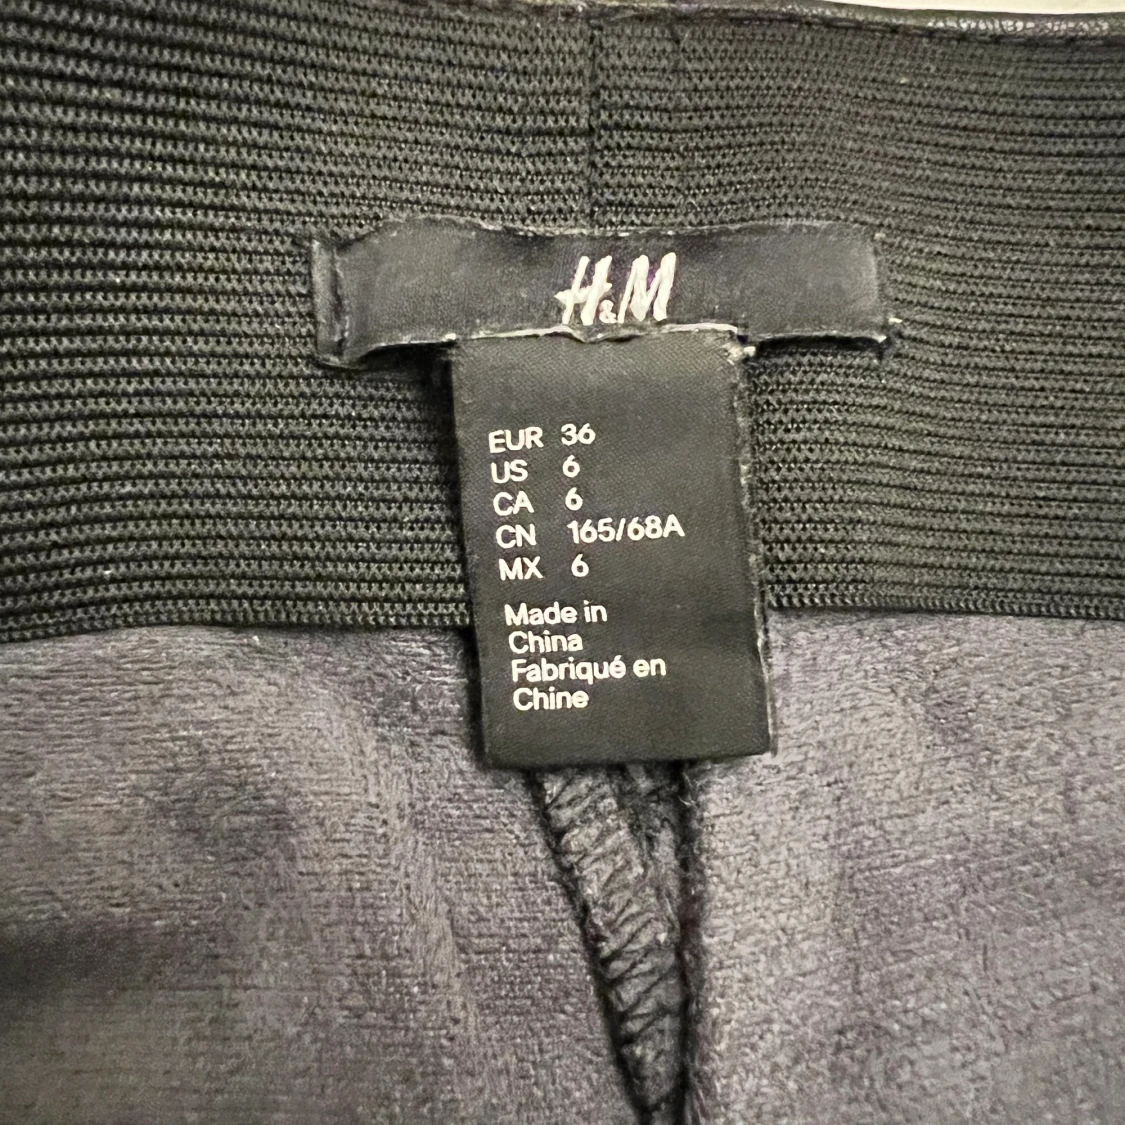 H&M
EUR 36
US 6
CA 6
CN 165/68A
MX 6
Made in
China
Fabriqué en
Chine